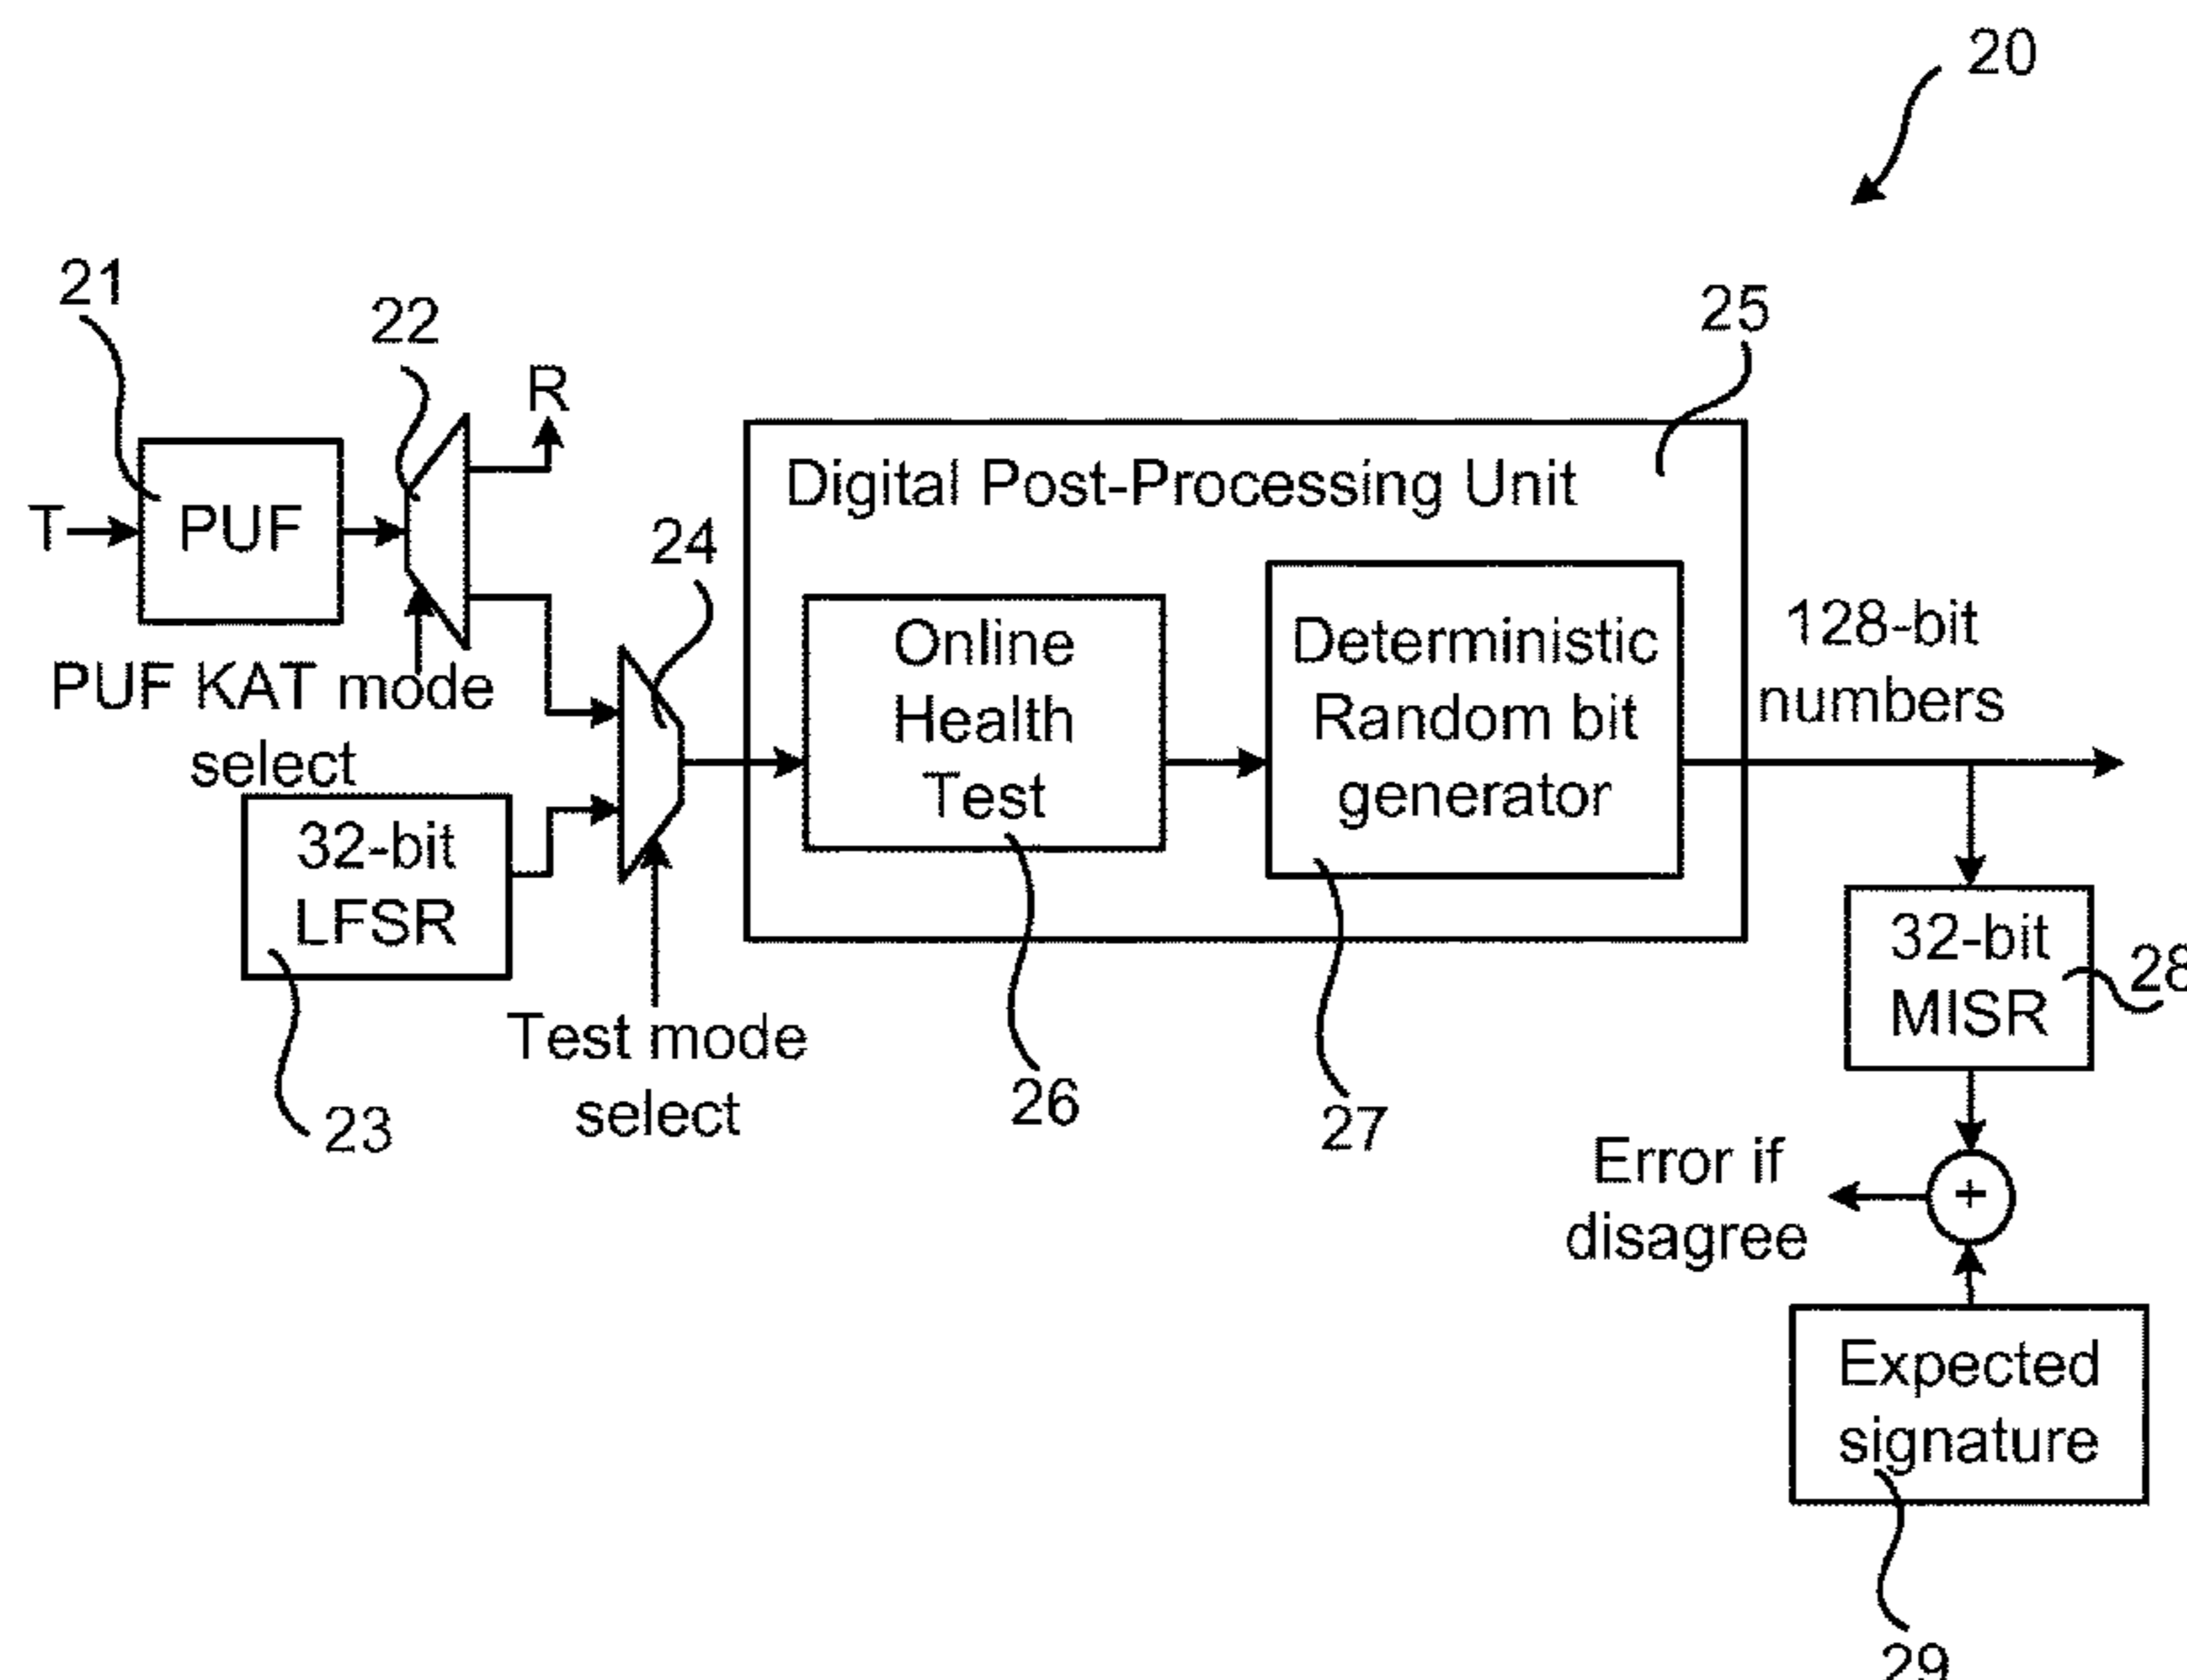 20
21
22
R
25
T
PUF
24
Digital Post-Processing Unit
Online
Health
Test
Deterministic
Random bit
generator
128-bit
numbers
PUF KAT mode
select
32-bit
LFSR
32-bit
MISR
28
Test mode
select
23
26
27
Error if
disagree
+
Expected
signature
29